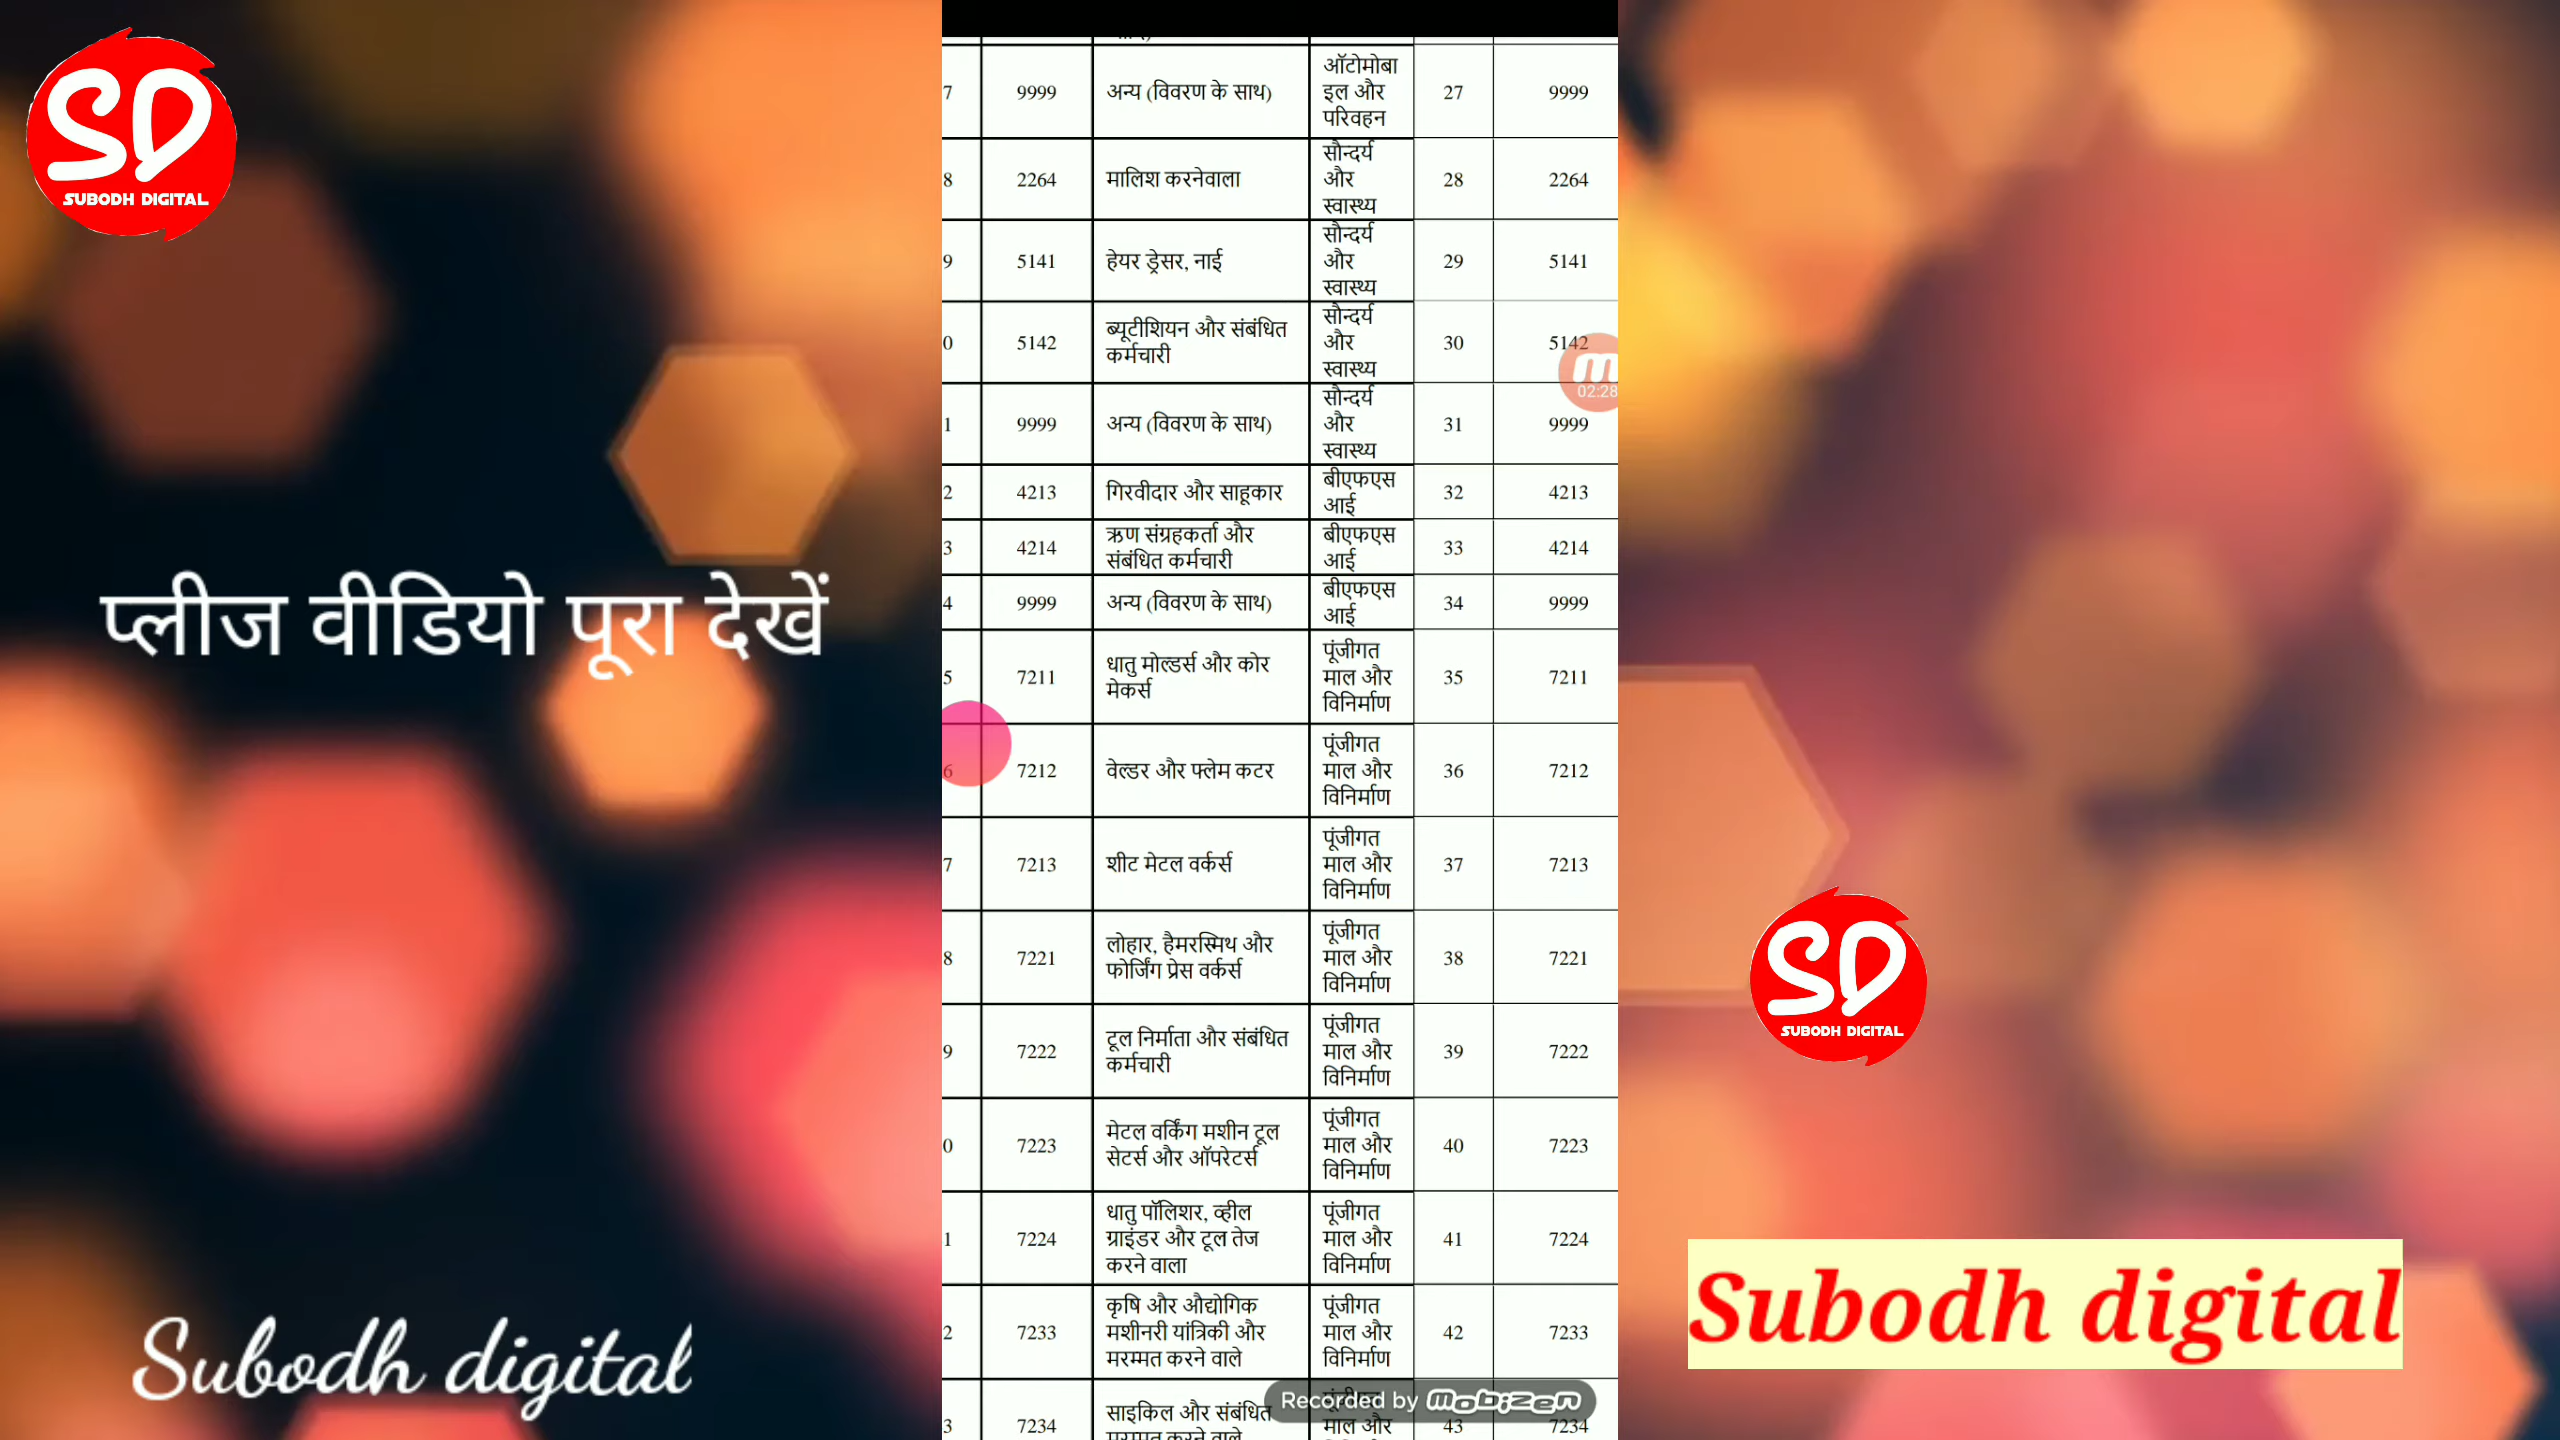 SD
SUBODH DIGITAL
प्लीज वीडियो पूरा देखें
Subodh digital
7 9999 अन्य (विवरण के साथ) ऑटोमोबा 27 9999
इल और
परिवहन
8 2264 मालिश करनेवाला सौन्दर्य 28 2264
और
स्वास्थ्य
9 5141 हेयर ड्रेसर, नाई सौन्दर्य 29 5141
और
स्वास्थ्य
0 5142 ब्यूटीशियन और संबंधित सौन्दर्य 30 5142
कर्मचारी और
स्वास्थ्य
02:28
1 9999 अन्य (विवरण के साथ) सौन्दर्य 31 9999
और
स्वास्थ्य
2 4213 गिरवीदार और साहूकार बीएफएस 32 4213
आई
3 4214 ऋण संग्रहकर्ता और बीएफएस 33 4214
संबंधित कर्मचारी आई
4 9999 अन्य (विवरण के साथ) बीएफएस 34 9999
आई
5 7211 धातु मोल्डर्स और कोर पूंजीगत 35 7211
मेकर्स माल और
विनिर्माण
6 7212 वेल्डर और फ्लेम कटर पूंजीगत 36 7212
माल और
विनिर्माण
7 7213 शीट मेटल वर्कर्स पूंजीगत 37 7213
माल और
विनिर्माण
8 7221 लोहार, हैमरस्मिथ और पूंजीगत 38 7221
फोर्जिंग प्रेस वर्कर्स माल और
विनिर्माण
9 7222 टूल निर्माता और संबंधित पूंजीगत 39 7222
कर्मचारी माल और
विनिर्माण
0 7223 मेटल वर्किंग मशीन टूल पूंजीगत 40 7223
सेटर्स और ऑपरेटर्स माल और
विनिर्माण
1 7224 धातु पॉलिशर, व्हील पूंजीगत 41 7224
ग्राइंडर और टूल तेज माल और
करने वाला विनिर्माण
2 7233 कृषि और औद्योगिक पूंजीगत 42 7233
मशीनरी यांत्रिकी और माल और
मरम्मत करने वाले विनिर्माण
3 7234 साइकिल और संबंधित 43 7234
माल और
Recorded by mobizen
SD
SUBODH DIGITAL
Subodh digital